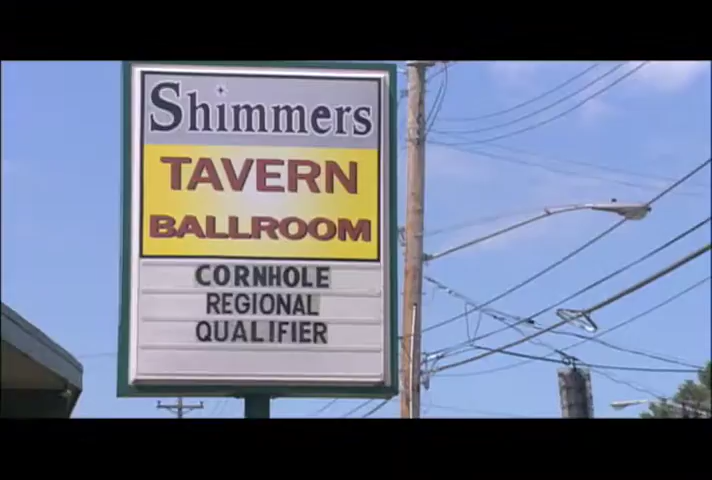 Shimmers
TAVERN
BALLROOM
CORNHOLE
REGIONAL
QUALIFIER